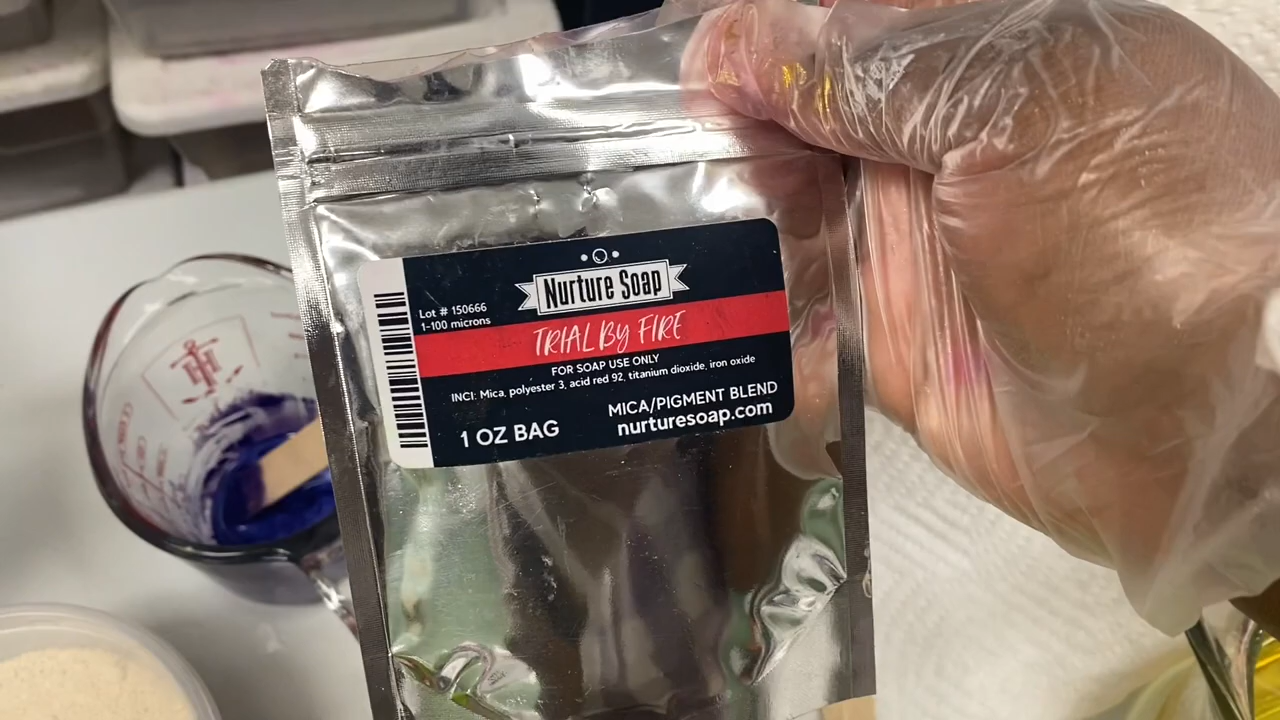 Nurture Soap
Lot # 150666
1-100 microns
TRIAL BY FIRE
FOR SOAP USE ONLY
INCI: Mica, polyester 3, acid red 92, titanium dioxide, iron oxide
MICA/PIGMENT BLEND
1 OZ BAG
nurturesoap.com